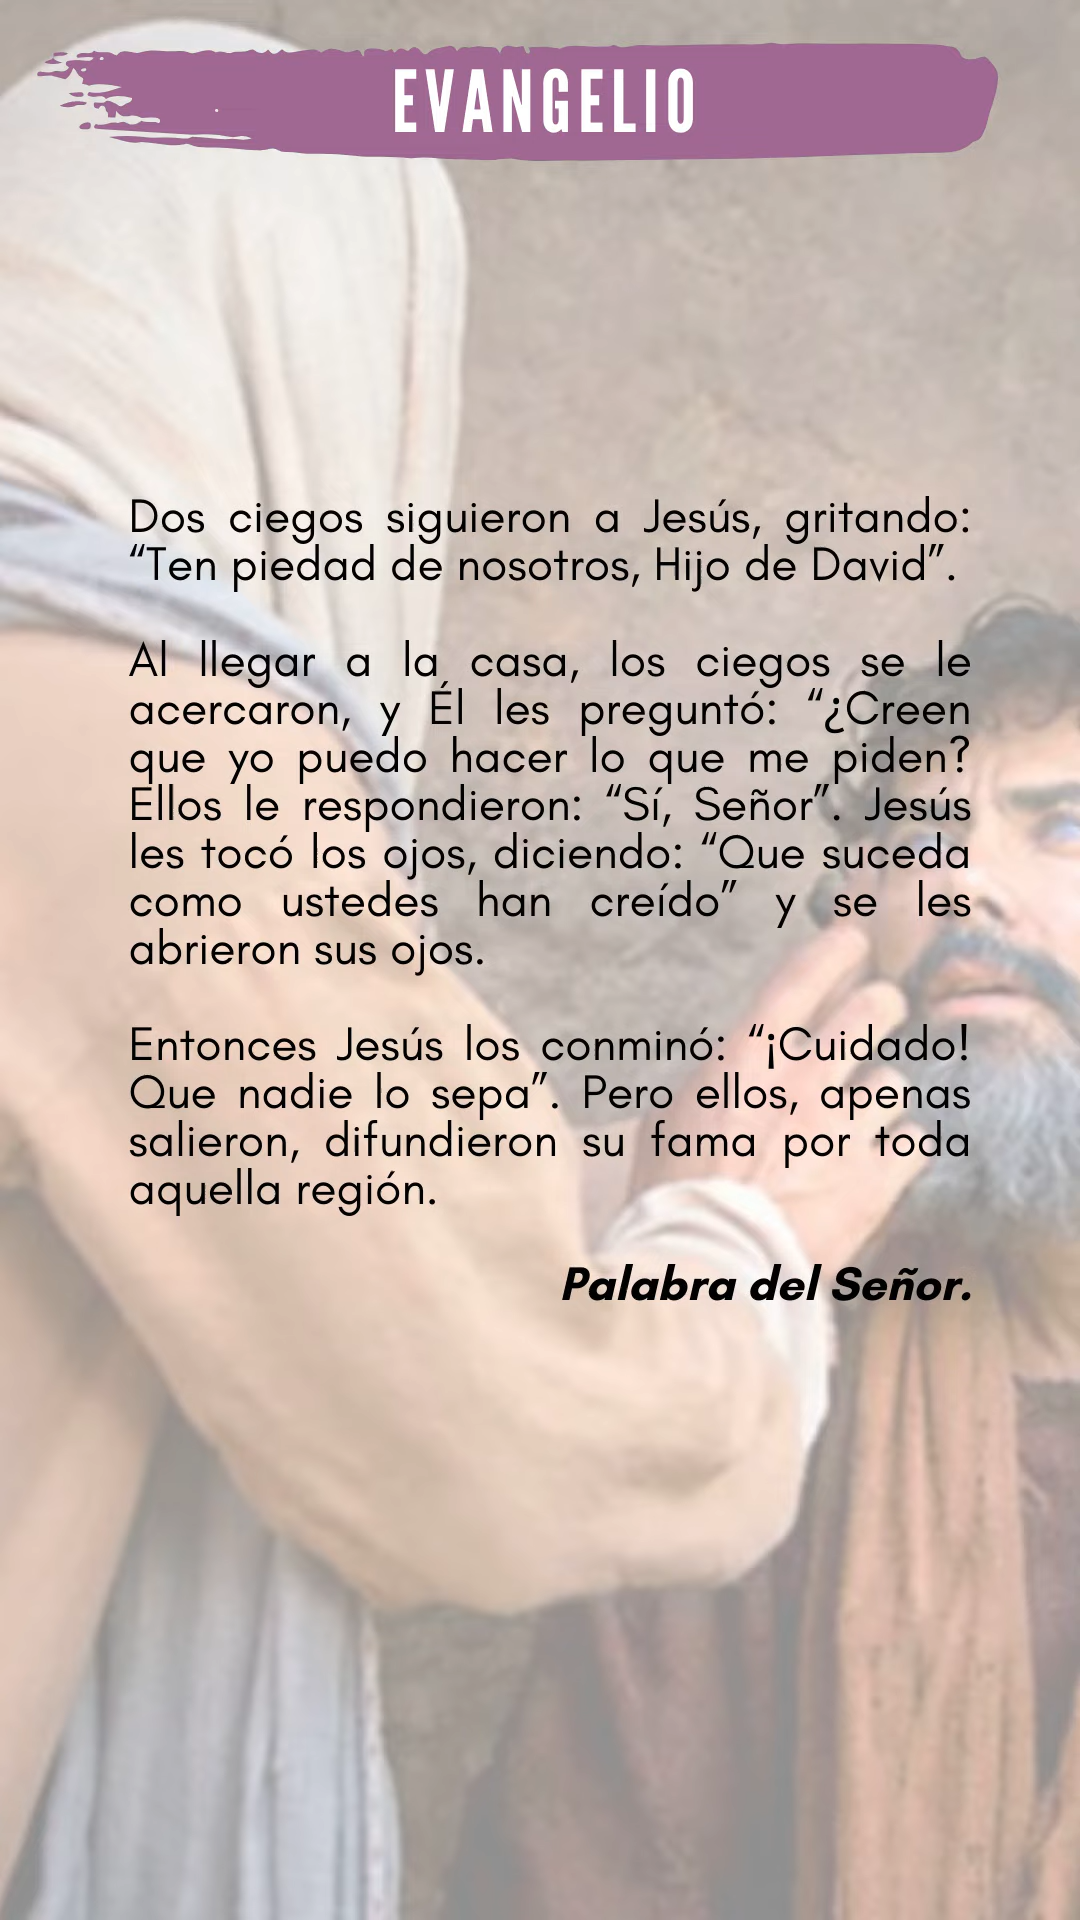 EVANGELIO
Dos ciegos siguieron a Jesús, gritando:
“Ten piedad de nosotros, Hijo de David”.
Al llegar a la casa, los ciegos se le
acercaron, y Él les preguntó: “¿Creen
que yo puedo hacer lo que me piden?
Ellos le respondieron: “Sí, Señor”. Jesús
les tocó los ojos, diciendo: “Que suceda
como ustedes han creído” y se les
abrieron sus ojos.
Entonces Jesús los conminó: “¡Cuidado!
Que nadie lo sepa”. Pero ellos, apenas
salieron, difundieron su fama por toda
aquella región.
Palabra del Señor.